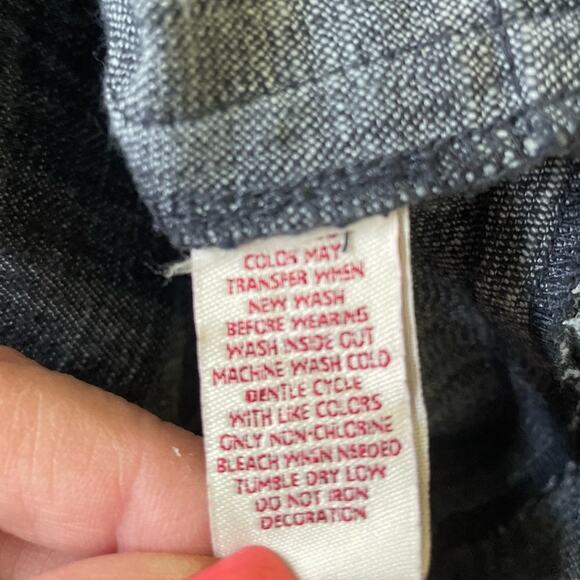 COLOR MAY
TRANSFER WHEN
NEW WASH
BEFORE WEARING
WASH INSIDE OUT
MACHINE WASH COLD
GENTLE CYCLE
WITH LIKE COLORS
ONLY NON-CHLORINE
BLEACH WHEN NEEDED
TUMBLE DRY LOW
DO NOT IRON
DECORATION